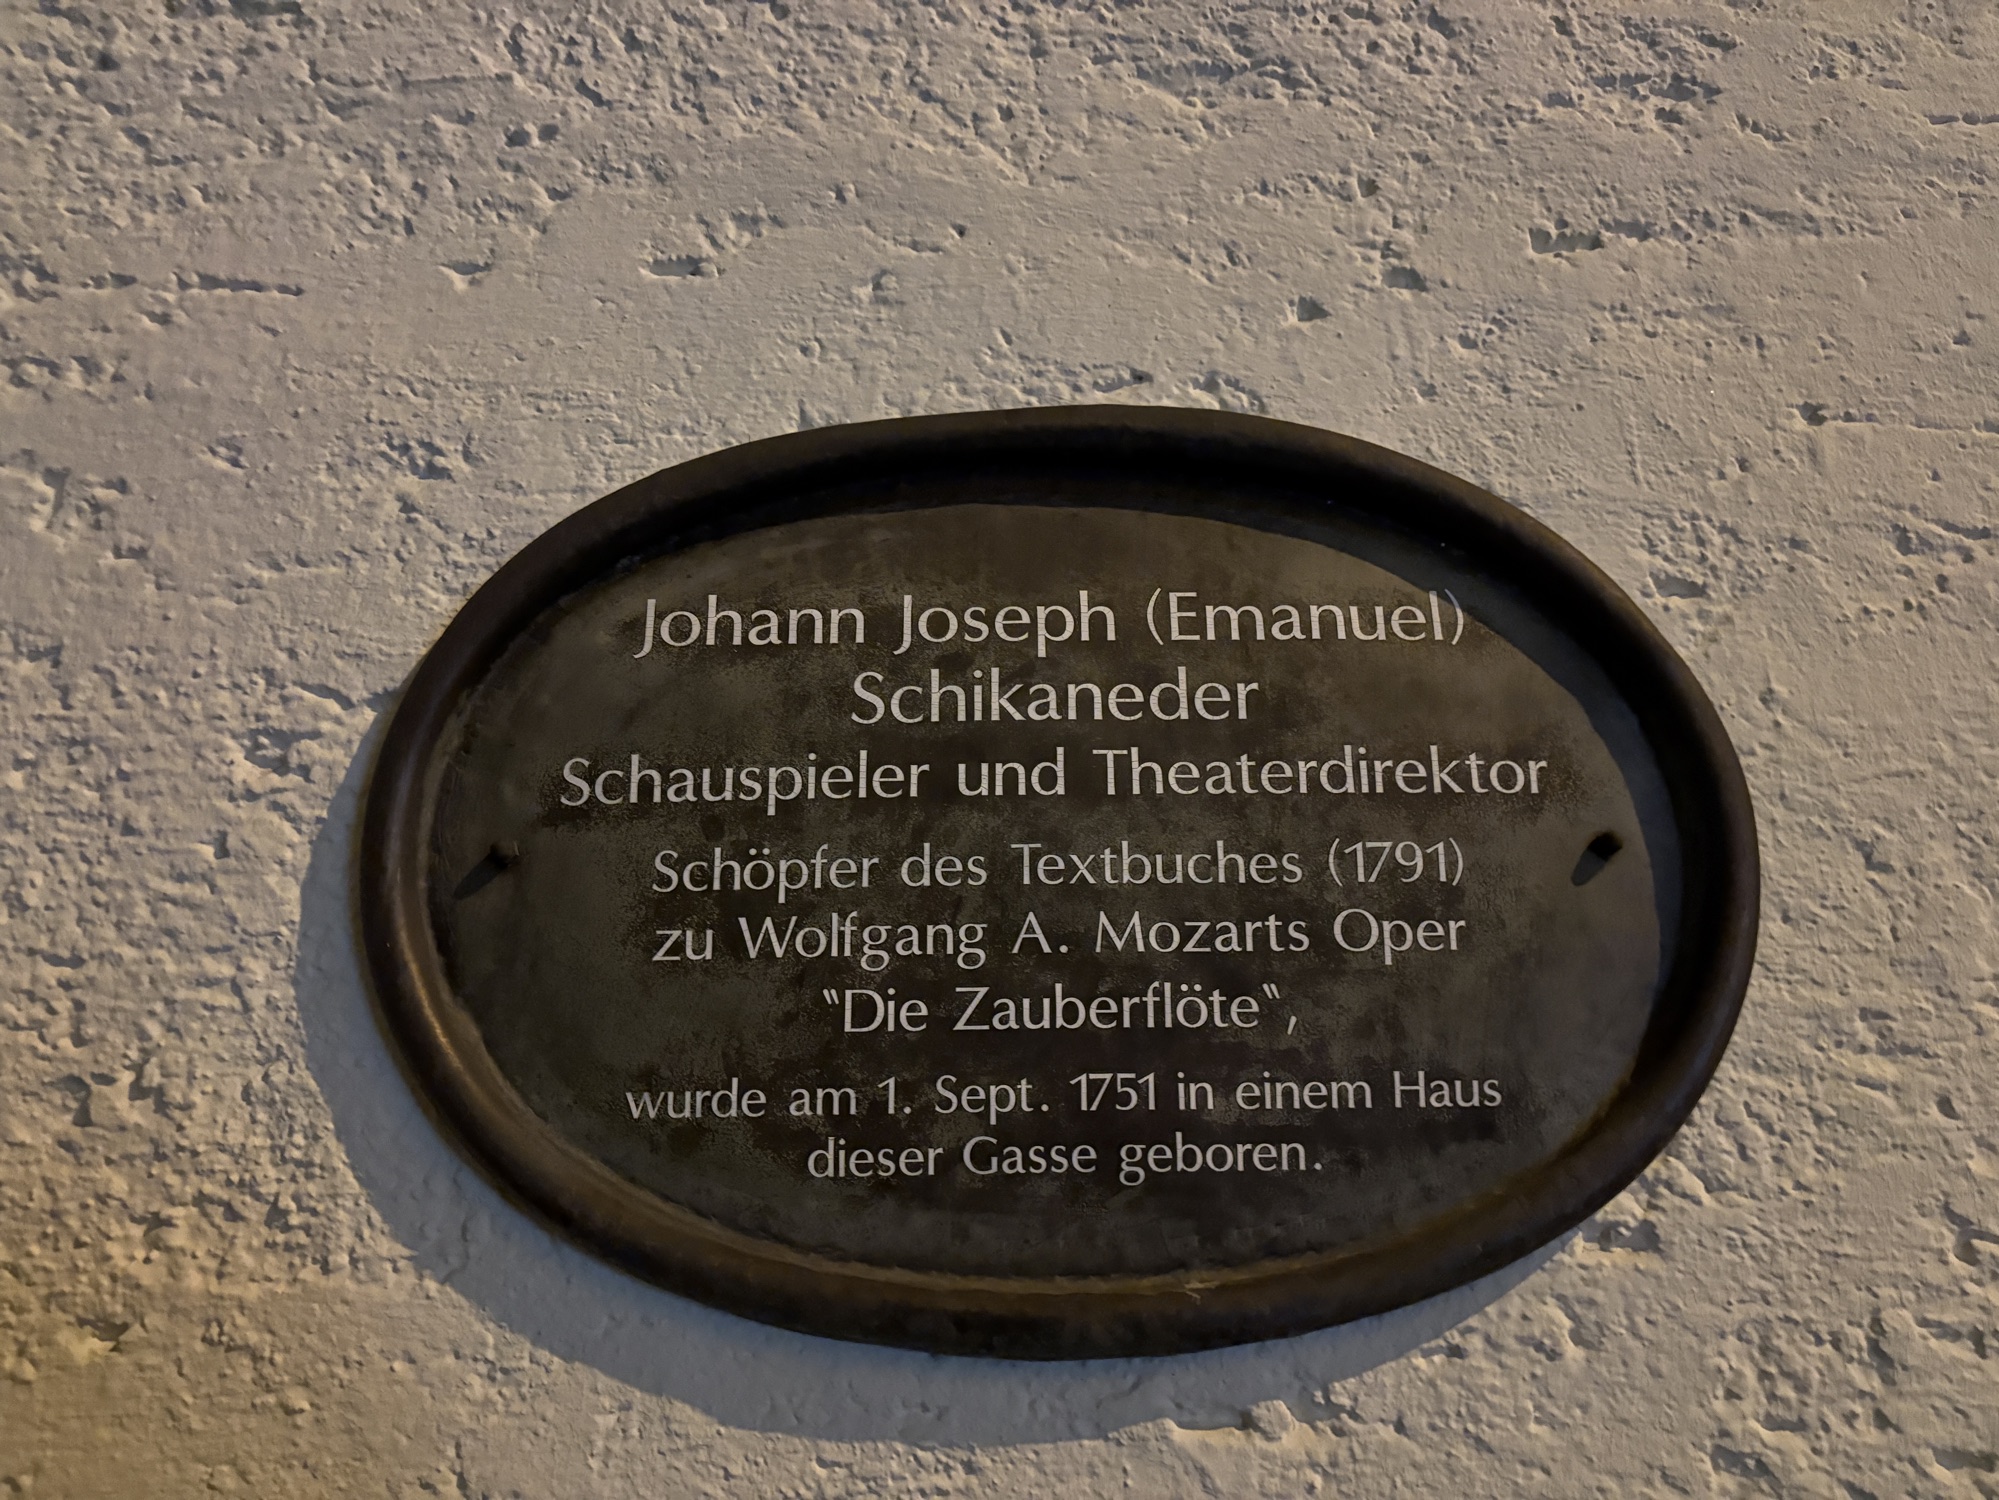 Johann Joseph (Emanuel)
Schikaneder
Schauspieler und Theaterdirektor
Schöpfer des Textbuches (1791)
zu Wolfgang A. Mozarts Oper
‟Die Zauberflöte‟,
wurde am 1. Sept. 1751 in einem Haus
dieser Gasse geboren.